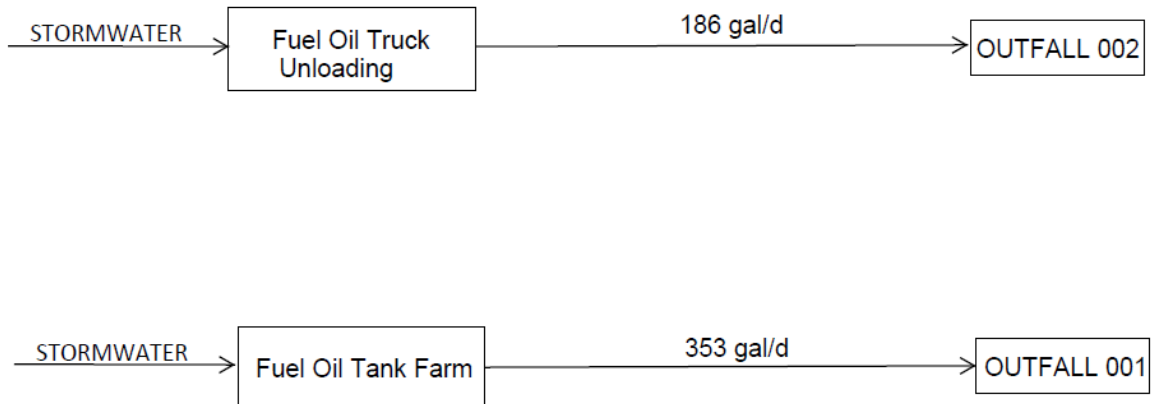 STORMWATER
Fuel Oil Truck
Unloading
186 gal/d
OUTFALL 002
STORMWATER
Fuel Oil Tank Farm
353 gal/d
OUTFALL 001